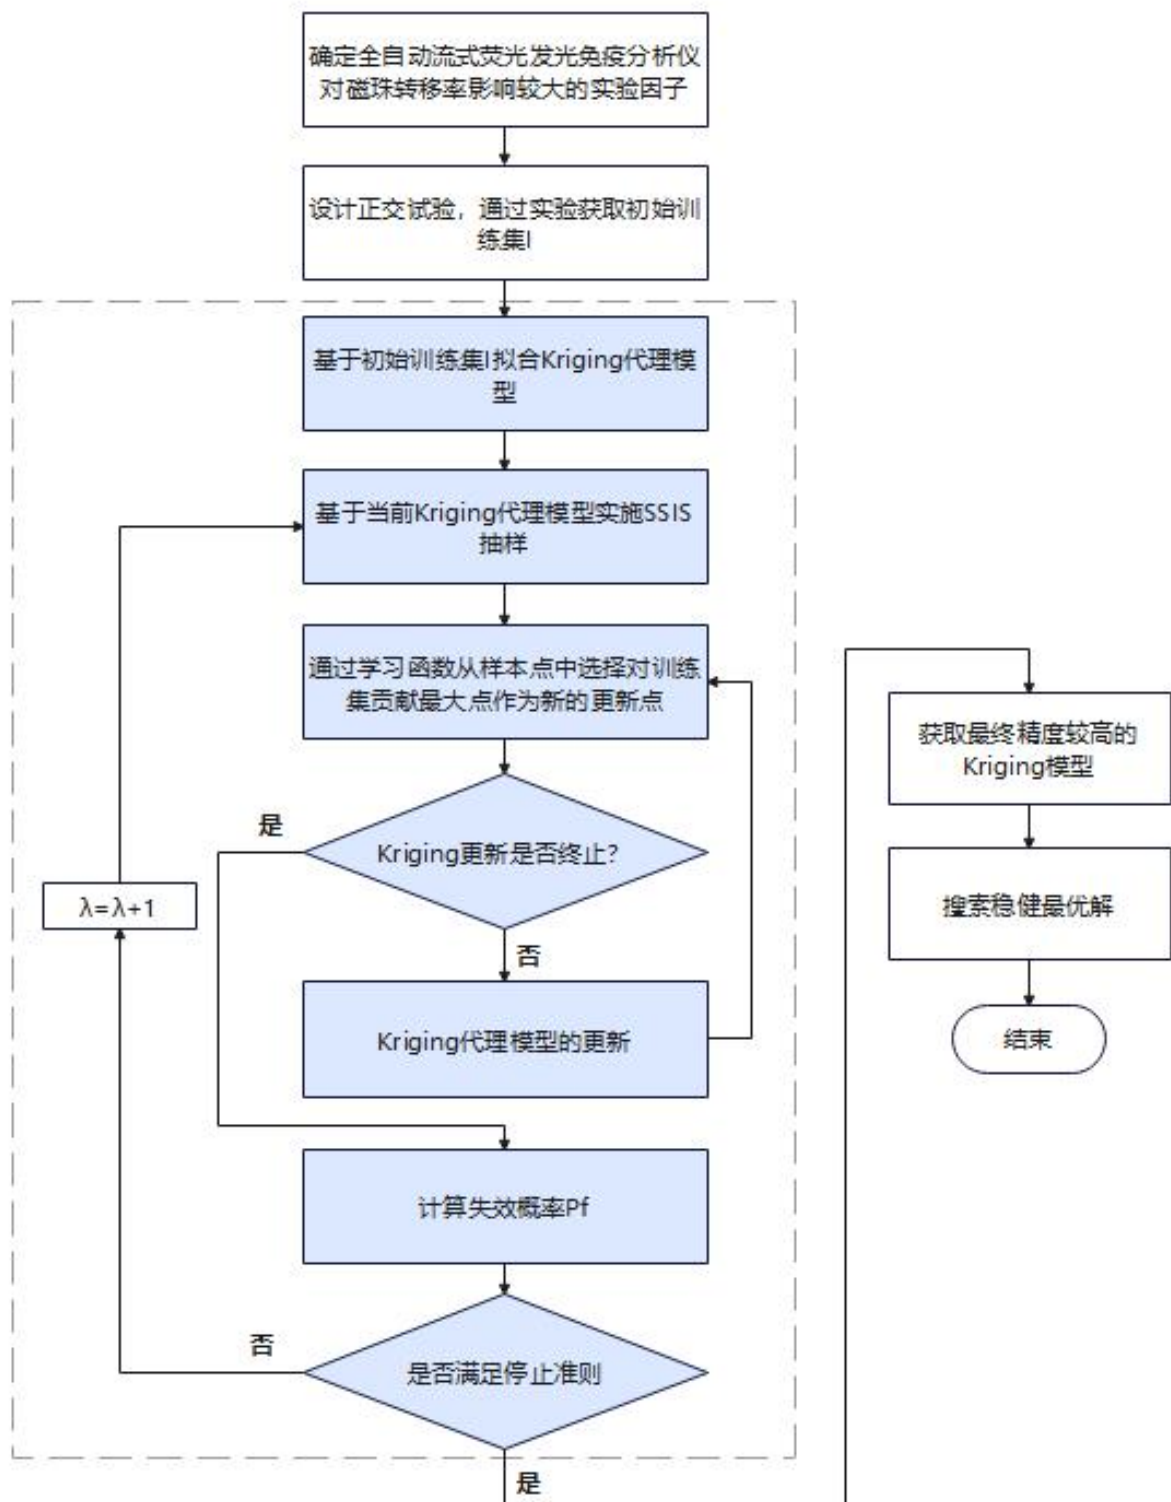 确定全自动流式荧光发光免疫分析仪
对磁珠转移率影响较大的实验因子
设计正交试验，通过实验获取初始训
练集I
基于初始训练集I拟合Kriging代理模
型
基于当前Kriging代理模型实施SSIS
抽样
通过学习函数从样本点中选择对训练
集贡献最大点作为新的更新点
是
Kriging更新是否终止?
λ=λ+1
否
Kriging代理模型的更新
计算失效概率Pf
否
是否满足停止准则
是
获取最终精度较高的
Kriging模型
搜索稳健最优解
结束